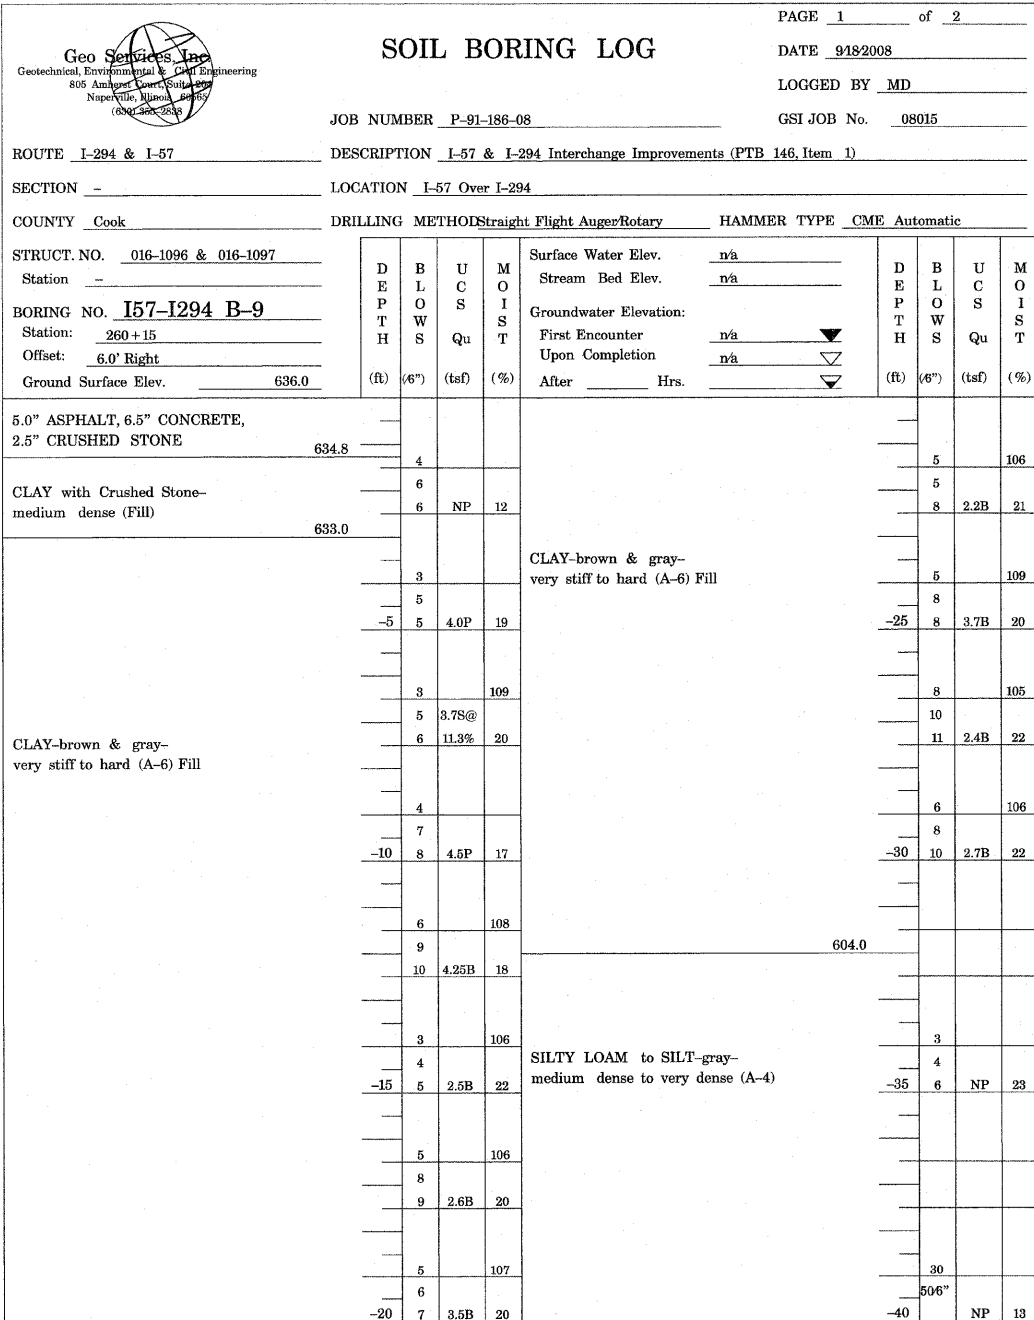 PAGE 1 of 2
Geo Services, Inc.
SOIL BORING LOG
DATE 9/18/2008
Geotechnical, Environmental & Civil Engineering
805 Amherst Court, Suite 204
Naperville, Illinois 60565
(630) 355-2838
LOGGED BY MD
JOB NUMBER P-91-186-08
GSI JOB No. 08015
ROUTE I-294 & I-57
DESCRIPTION I-57 & I-294 Interchange Improvements (PTB 146, Item 1)
SECTION -
LOCATION I-57 Over I-294
COUNTY Cook
DRILLING METHOD Straight Flight Auger/Rotary
HAMMER TYPE CME Automatic
STRUCT. NO. 016-1096 & 016-1097
Station -
BORING NO. I57-I294 B-9
Station: 260+15
Offset: 6.0' Right
Ground Surface Elev. 636.0
DEPTH (ft)
BLOWS (/6")
UCS Qu (tsf)
MOIST (%)
Surface Water Elev. n/a
Stream Bed Elev. n/a
Groundwater Elevation:
First Encounter n/a
Upon Completion n/a
After Hrs.
DEPTH (ft)
BLOWS (/6")
UCS Qu (tsf)
MOIST (%)
5.0" ASPHALT, 6.5" CONCRETE,
2.5" CRUSHED STONE
634.8
4
6
CLAY with Crushed Stone-
medium dense (Fill)
6 NP 12
633.0
3
5
-5 5 4.0P 19
3 109
5 3.7S@
6 11.3% 20
CLAY-brown & gray-
very stiff to hard (A-6) Fill
4
7
-10 8 4.5P 17
6 108
9
10 4.25B 18
3 106
4
-15 5 2.5B 22
5 106
8
9 2.6B 20
5 107
6
-20 7 3.5B 20
5 106
5
8 2.2B 21
CLAY-brown & gray-
very stiff to hard (A-6) Fill
5 109
8
-25 8 3.7B 20
8 105
10
11 2.4B 22
6 106
8
-30 10 2.7B 22
604.0
3
SILTY LOAM to SILT-gray-
medium dense to very dense (A-4)
4
-35 6 NP 23
30
50/6"
-40 NP 13